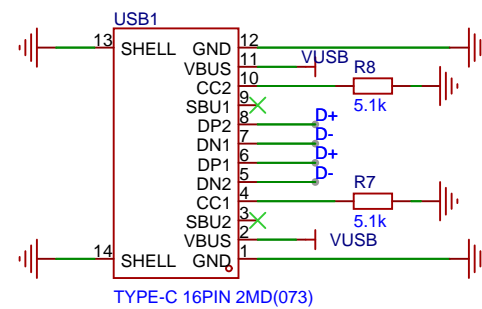 USB1
13 SHELL GND 12
VBUS 11 VUSB
CC2 10 R8
5.1k
SBU1 9
DP2 8 D+
DN1 7 D-
DP1 6 D+
DN2 5 D-
CC1 4 R7
5.1k
SBU2 3
VBUS 2 VUSB
14 SHELL GND 1
TYPE-C 16PIN 2MD(073)